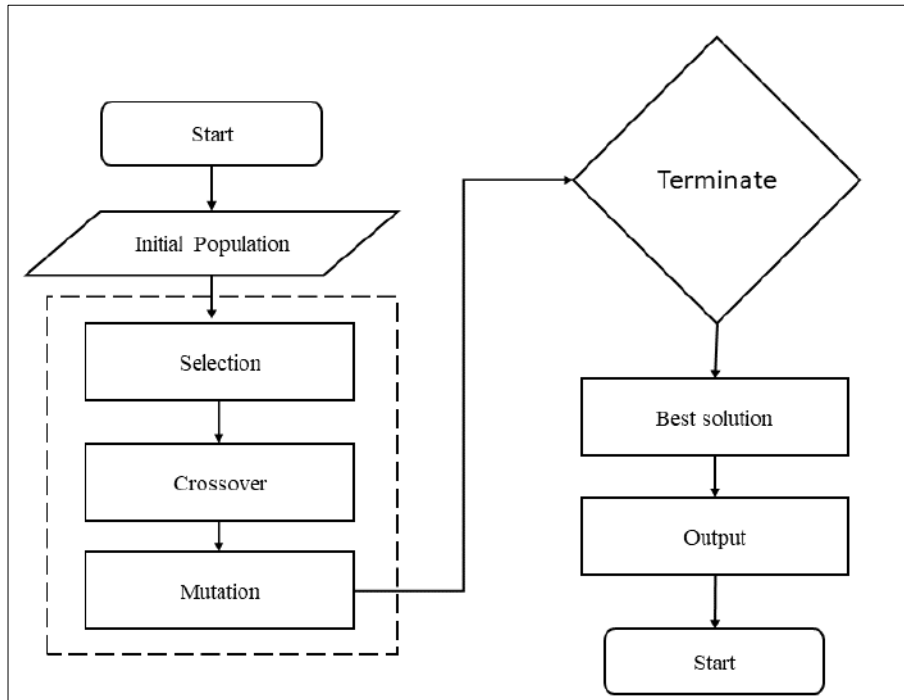 Start
Initial Population
Selection
Crossover
Mutation
Terminate
Best solution
Output
Start